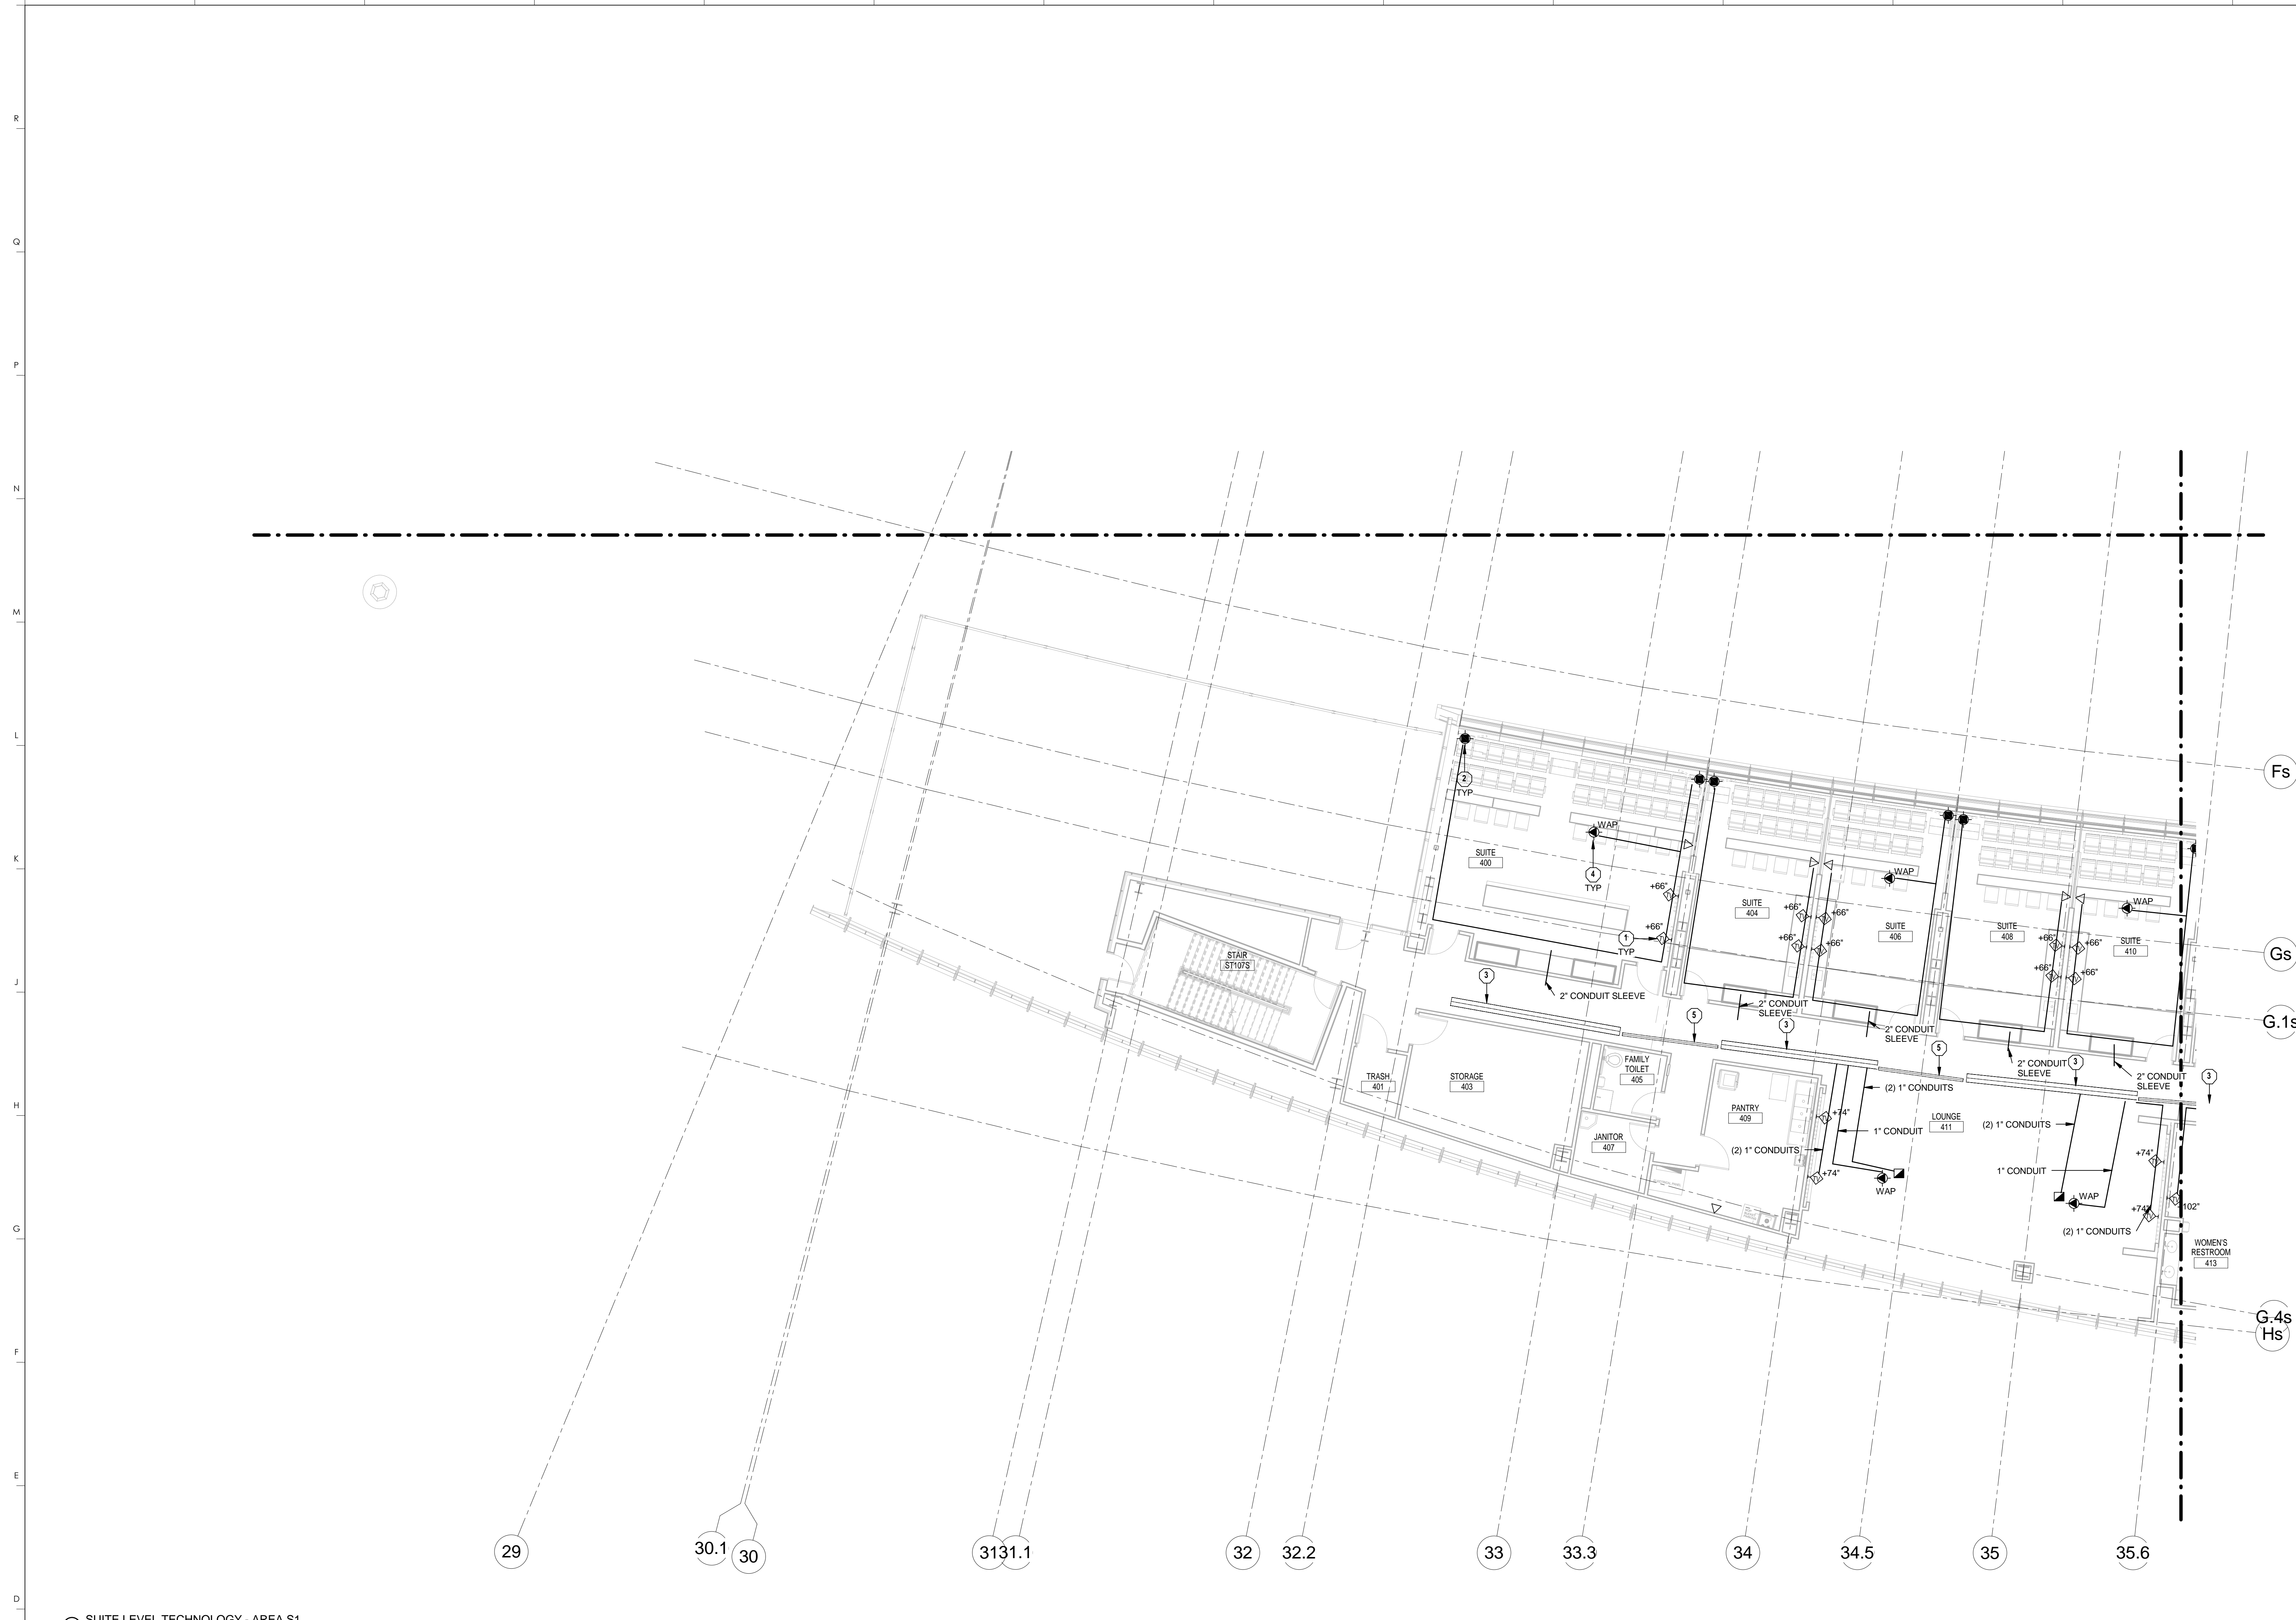 R
Q
P
N
M
L
K
J
H
G
F
E
D
Fs
Gs
G.1s
G.4s
Hs
2
TYP
WAP
4
TYP
SUITE
400
+66"
+66"
1
TYP
SUITE
404
+66"
+66"
+66"
+66"
WAP
SUITE
406
SUITE
408
+66"
+66"
+66"
+66"
WAP
SUITE
410
STAIR
ST107S
3
2" CONDUIT SLEEVE
5
2" CONDUIT
SLEEVE
3
2" CONDUIT
SLEEVE
5
2" CONDUIT
SLEEVE
3
2" CONDUIT
SLEEVE
3
TRASH
401
STORAGE
403
FAMILY
TOILET
405
JANITOR
407
PANTRY
409
+74"
(2) 1" CONDUITS
1" CONDUIT
(2) 1" CONDUITS
+74"
WAP
LOUNGE
411
(2) 1" CONDUITS
1" CONDUIT
WAP
+74"
+74"
102"
(2) 1" CONDUITS
WOMEN'S
RESTROOM
413
29
30.1
30
31
31.1
32
32.2
33
33.3
34
34.5
35
35.6
SUITE LEVEL TECHNOLOGY - AREA S1